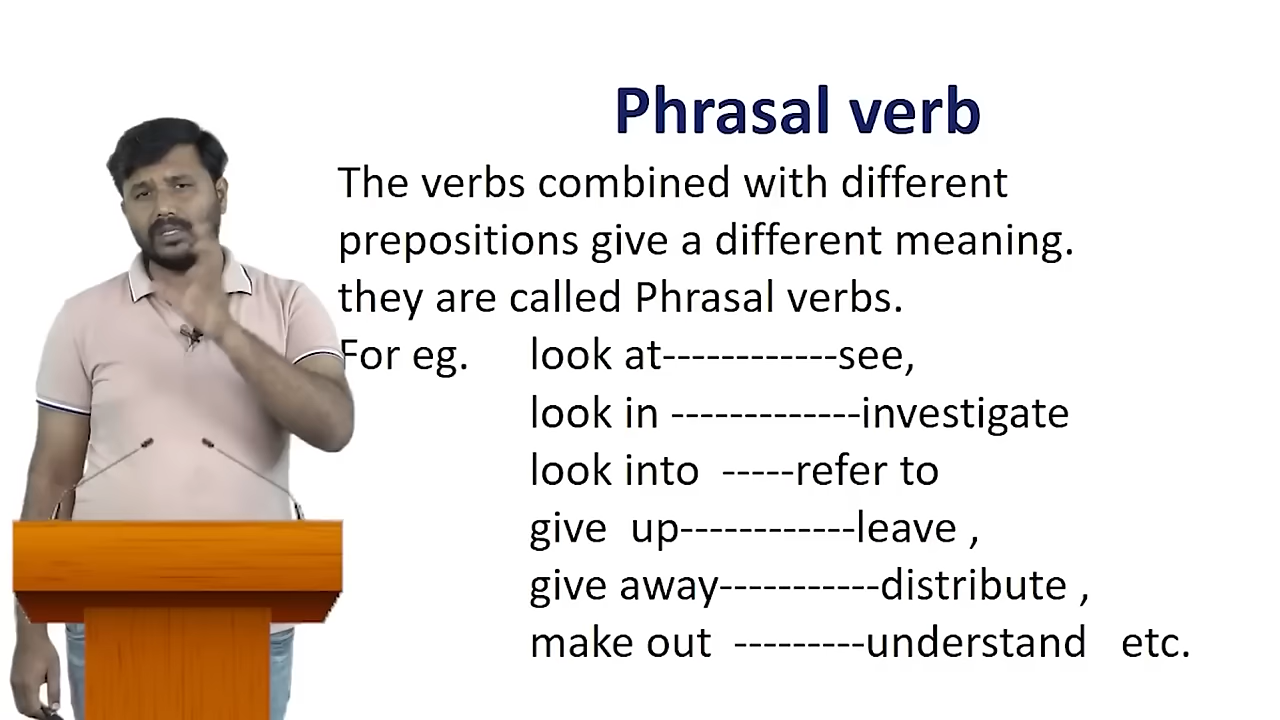 Phrasal verb
The verbs combined with different
prepositions give a different meaning.
they are called Phrasal verbs.
For eg. look at------------see,
look in -------------investigate
look into -----refer to
give up------------leave ,
give away-----------distribute ,
make out ---------understand etc.